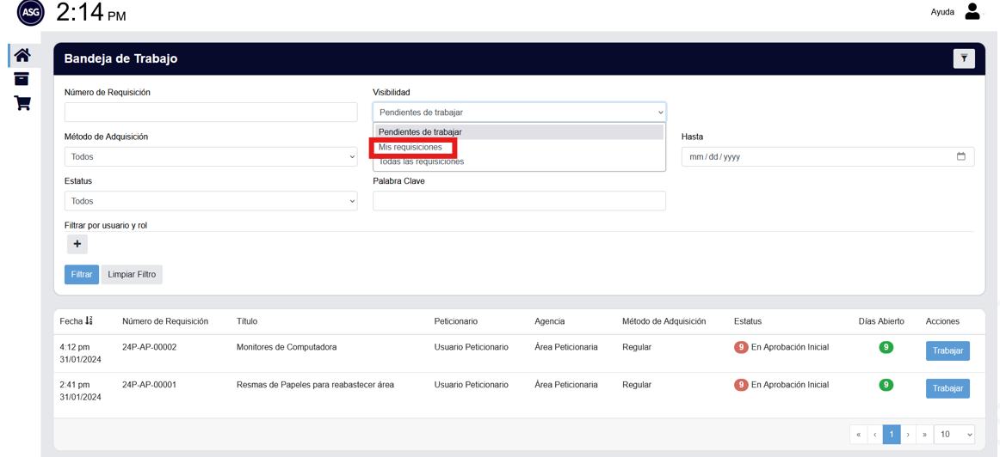 ASG 2:14 PM Ayuda
Bandeja de Trabajo
Número de Requisición Visibilidad
Pendientes de trabajar
Pendientes de trabajar
Método de Adquisición Hasta
Mis requisiciones
Todos mm/dd/yyyy
Todas las requisiciones
Estatus Palabra Clave
Todos
Filtrar por usuario y rol
+
Filtrar Limpiar Filtro
Fecha Número de Requisición Título Peticionario Agencia Método de Adquisición Estatus Días Abierto Acciones
4:12 pm 24P-AP-00002 Monitores de Computadora Usuario Peticionario Área Peticionaria Regular 9 En Aprobación Inicial 9 Trabajar
31/01/2024
2:41 pm 24P-AP-00001 Resmas de Papeles para reabastecer área Usuario Peticionario Área Peticionaria Regular 9 En Aprobación Inicial 9 Trabajar
31/01/2024
« ‹ 1 › » 10